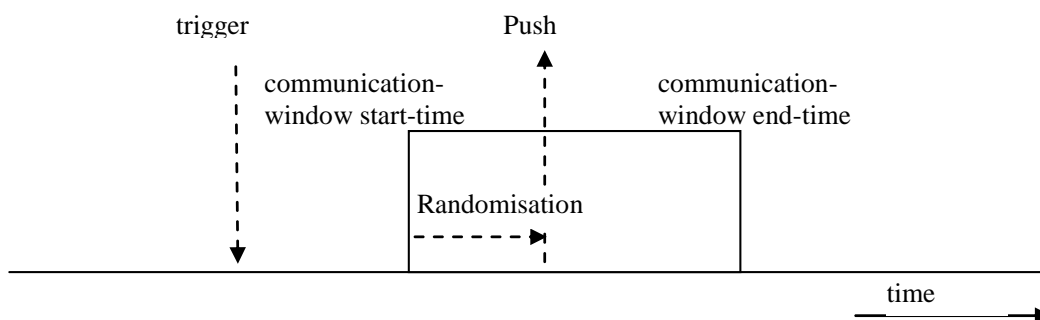 trigger
Push
communication-
window start-time
communication-
window end-time
Randomisation
time